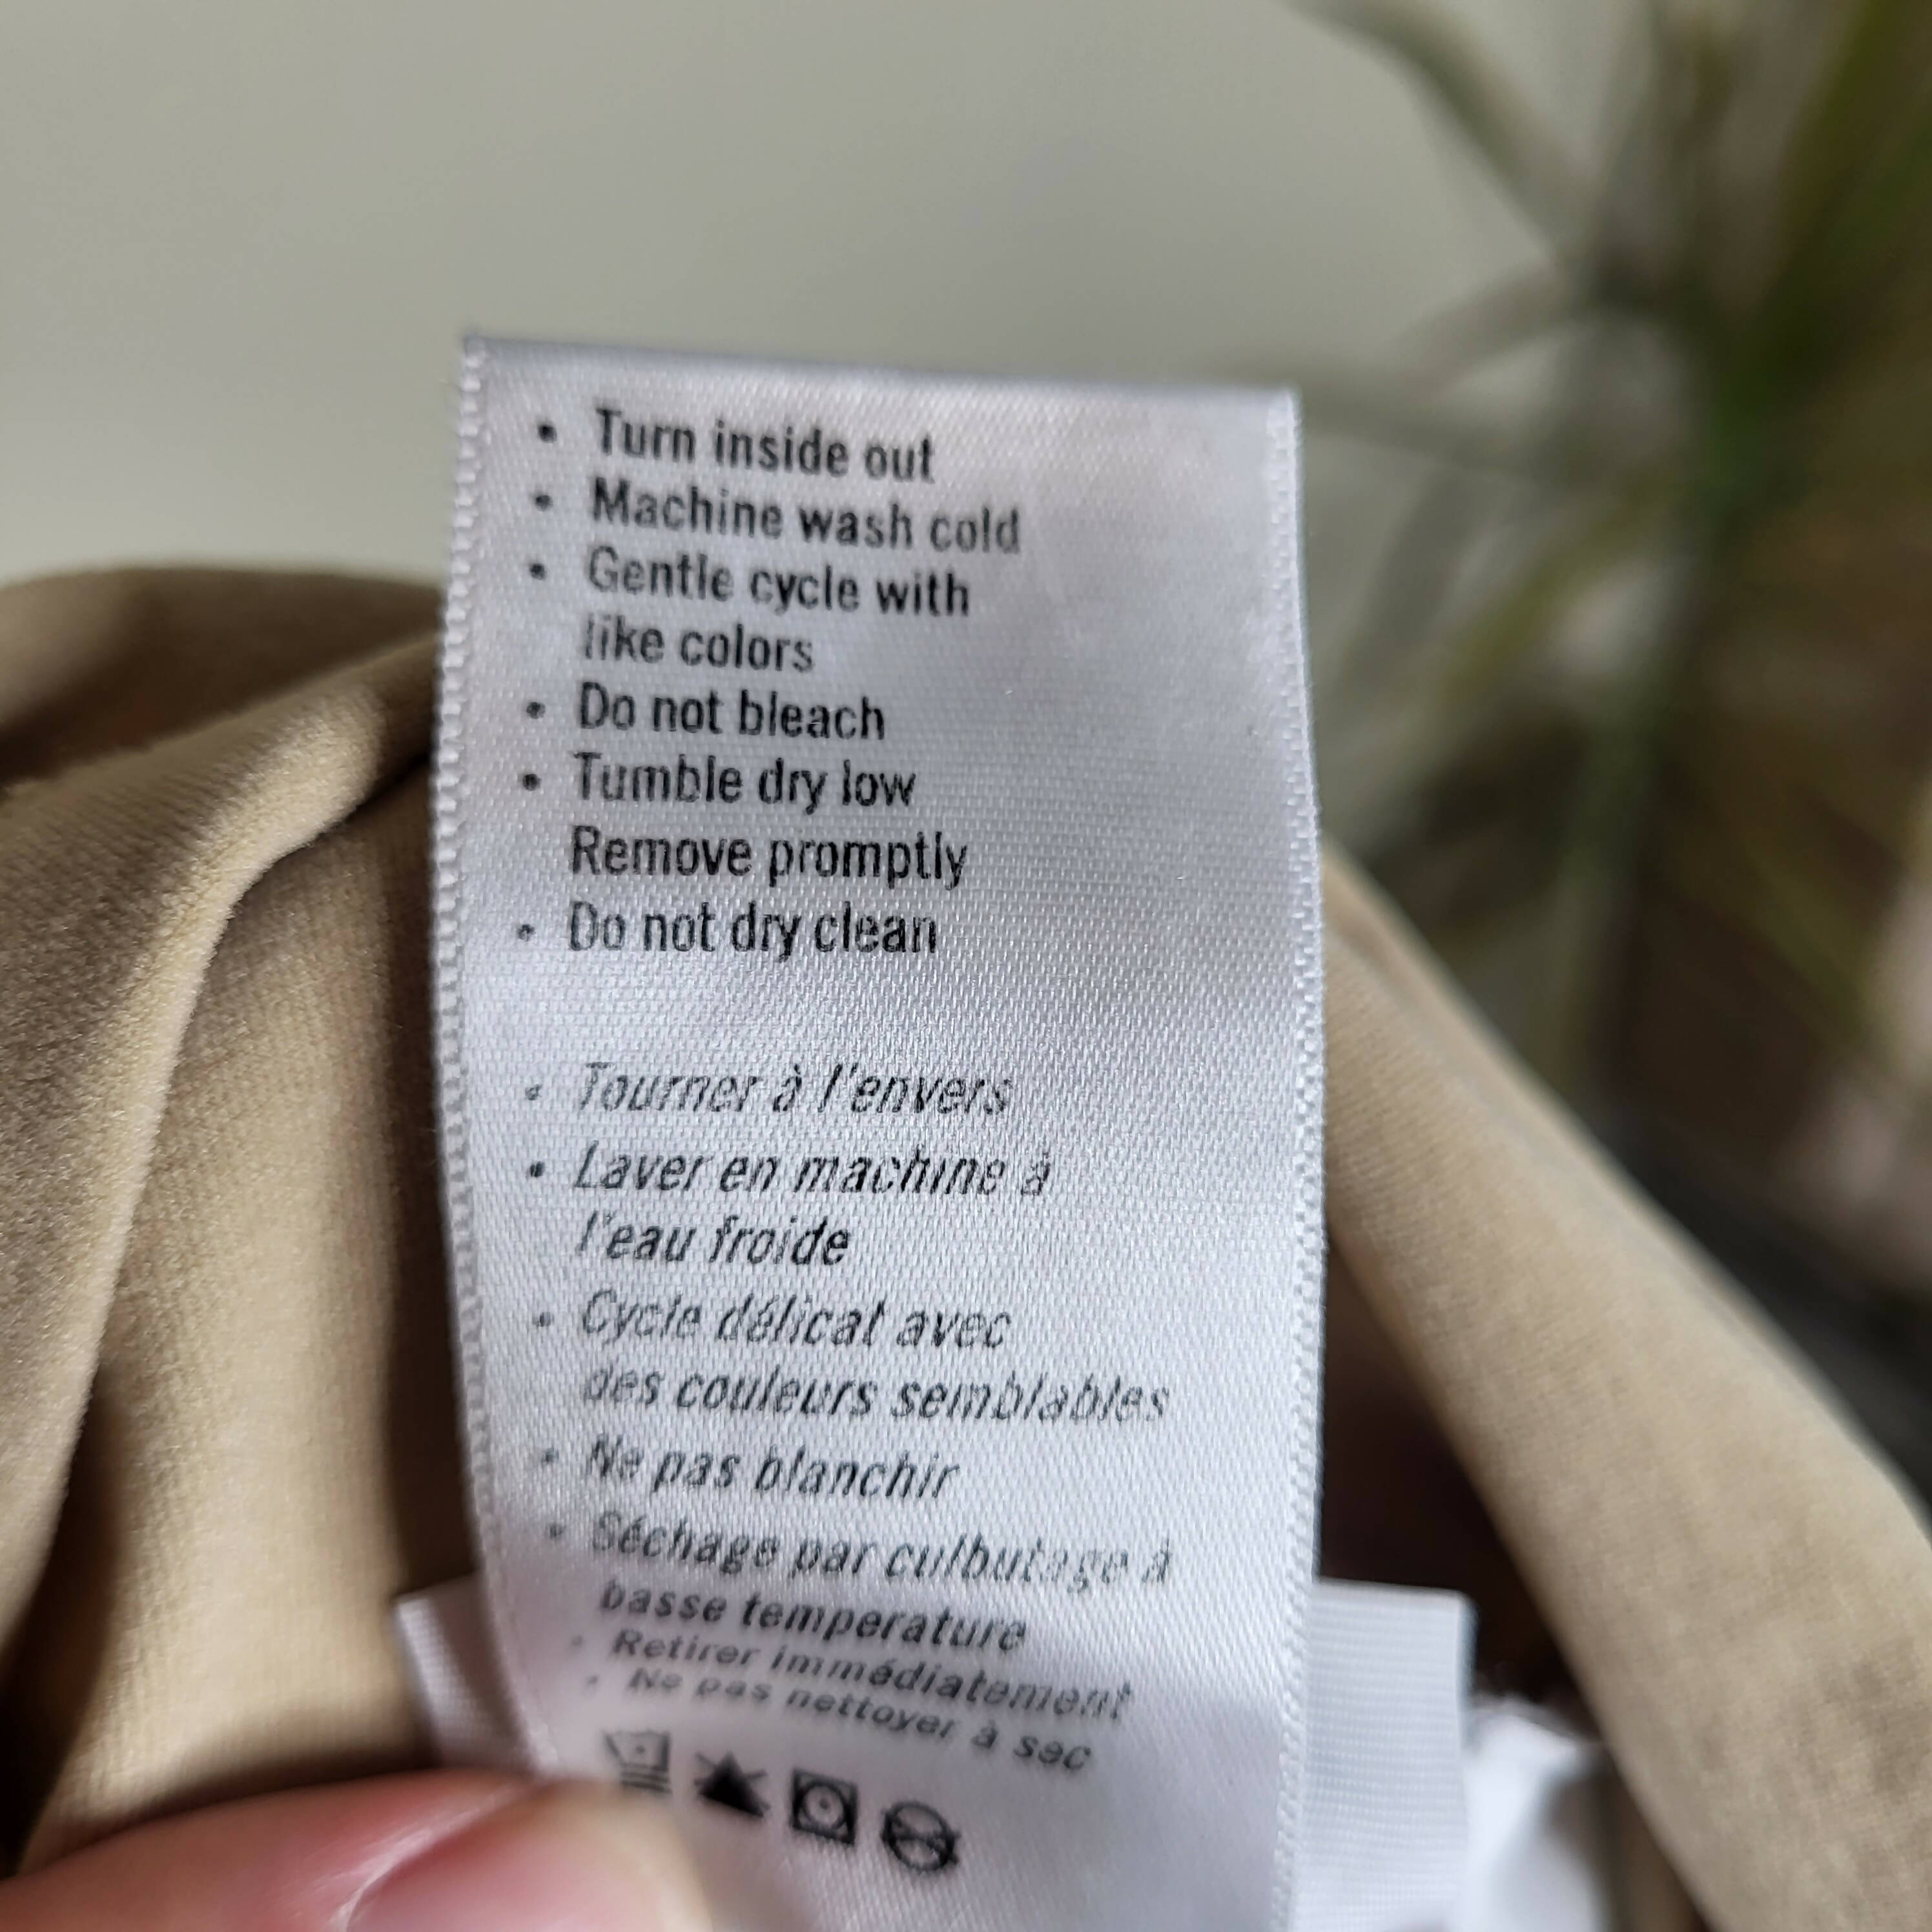 • Turn inside out
• Machine wash cold
• Gentle cycle with
like colors
• Do not bleach
• Tumble dry low
Remove promptly
• Do not dry clean
• Tourner à l'envers
• Laver en machine à
l'eau froide
• Cycle délicat avec
des couleurs semblables
• Ne pas blanchir
• Séchage par culbutage à
basse temperature
• Retirer immédiatement
• Ne pas nettoyer à sec